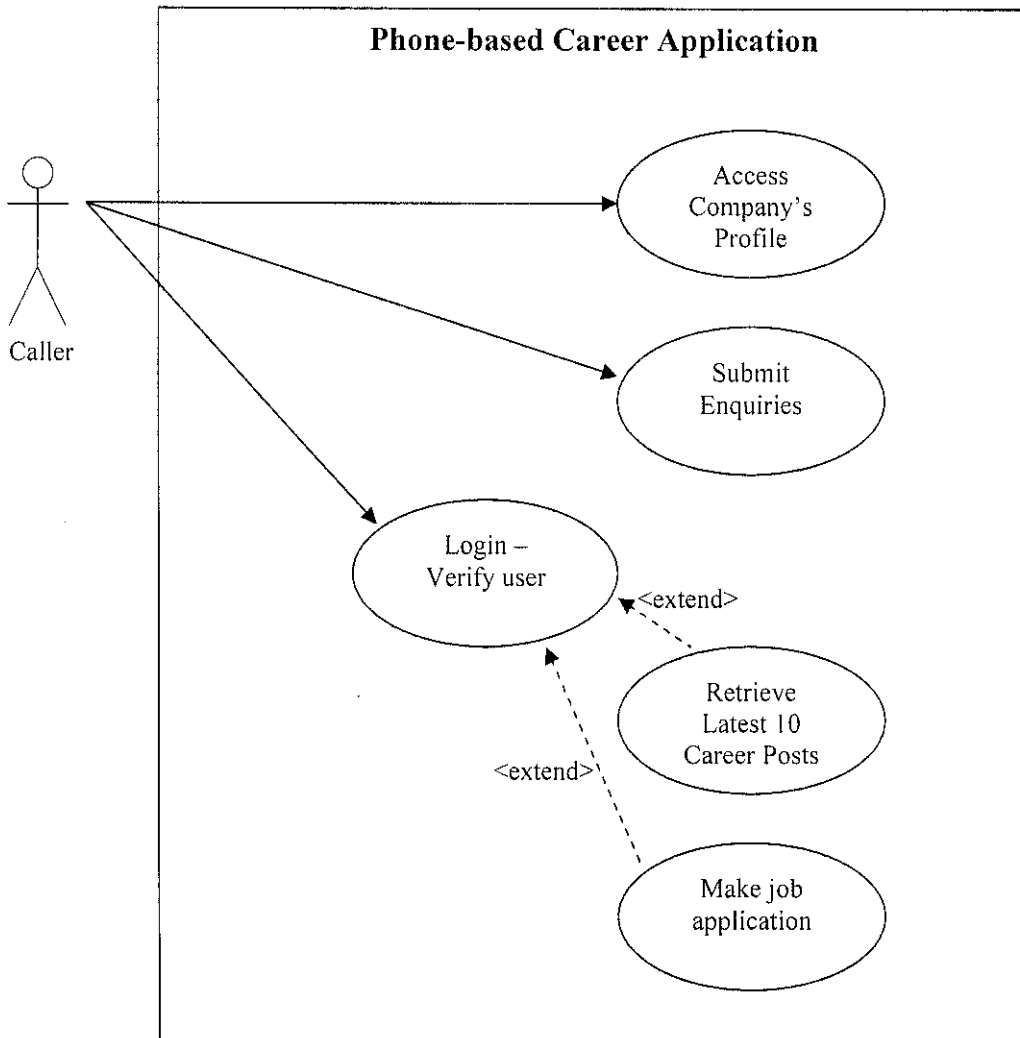 Phone-based Career Application
Access
Company's
Profile
Caller
Submit
Enquiries
Login –
Verify user
<extend>
Retrieve
Latest 10
Career Posts
<extend>
Make job
application